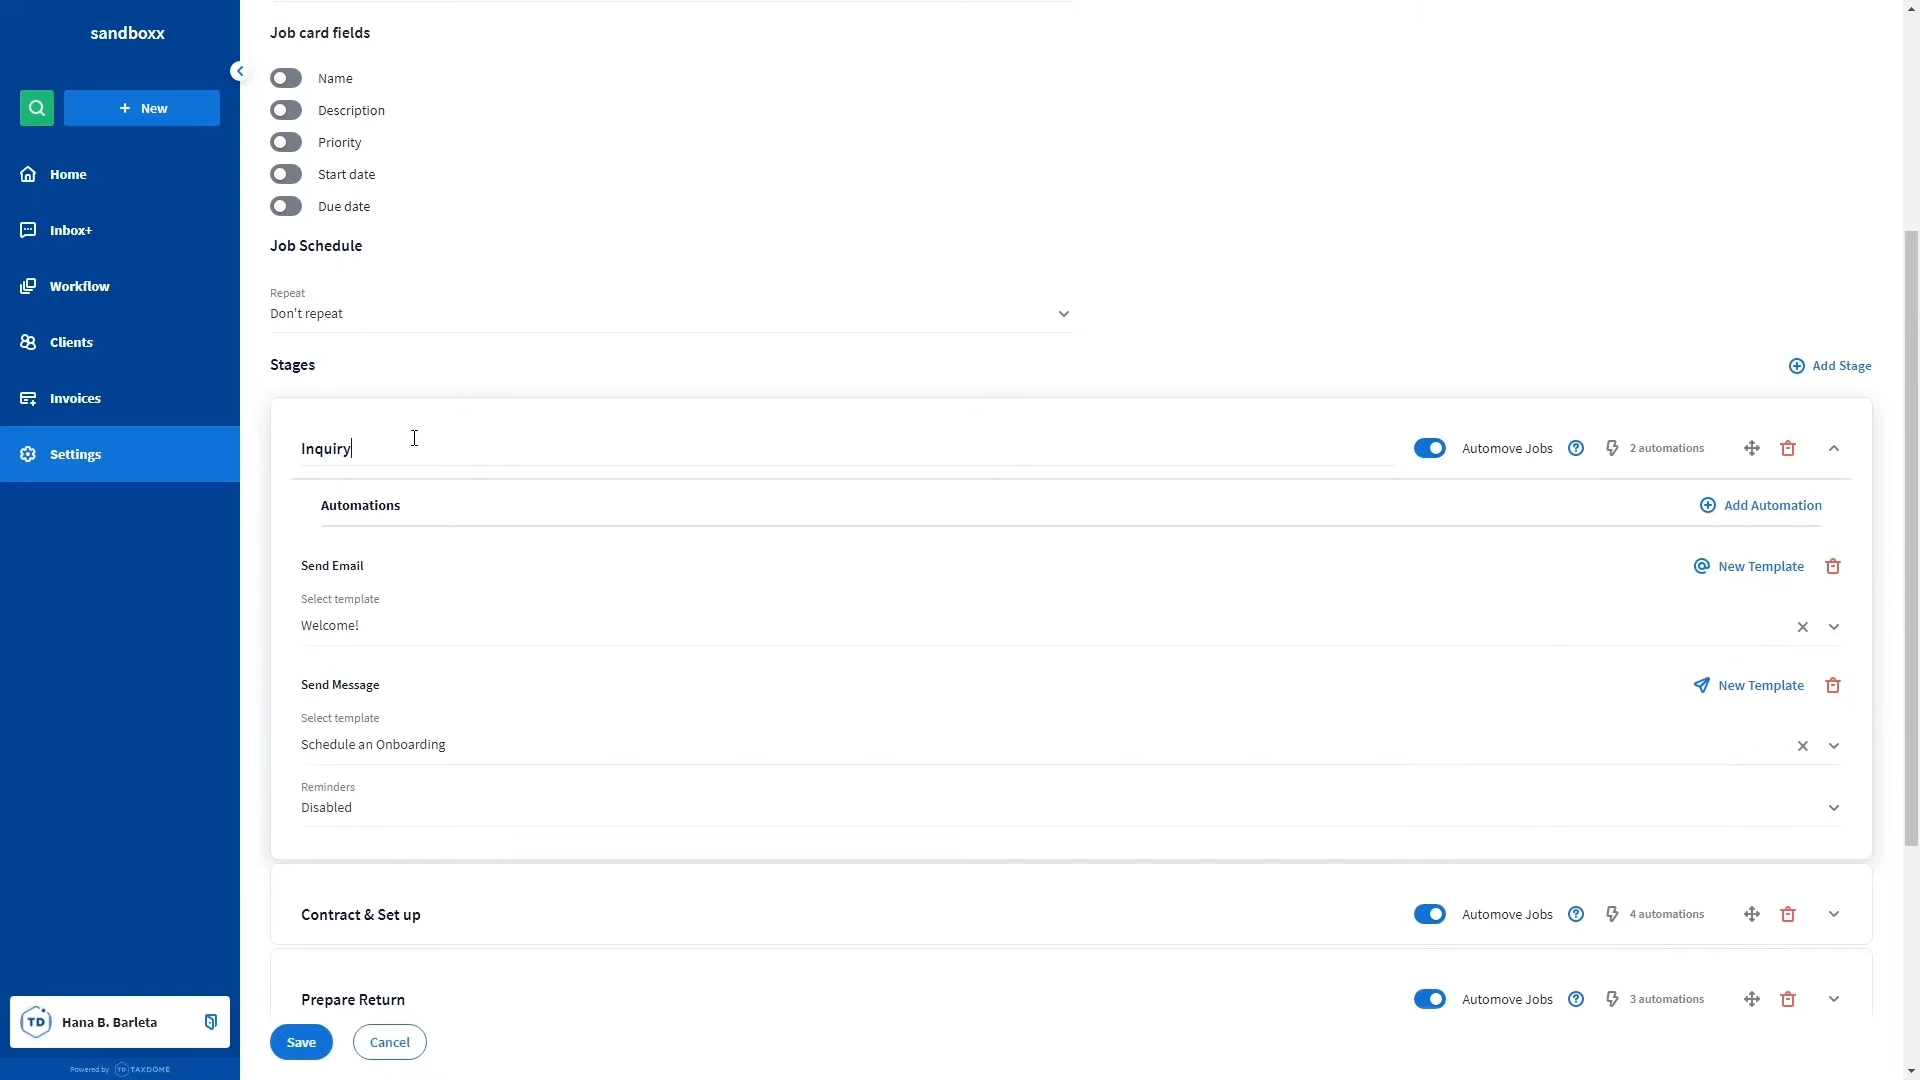 sandboxx
New
Home
Inbox+
Workflow
Clients
Invoices
Settings
TD Hana B. Barleta
Powered by TD TAXDOME
Job card fields
Name
Description
Priority
Start date
Due date
Job Schedule
Repeat
Don't repeat
Stages
Add Stage
Inquiry
Automove Jobs ? 2 automations
Automations
Add Automation
Send Email
New Template
Select template
Welcome!
Send Message
New Template
Select template
Schedule an Onboarding
Reminders
Disabled
Contract & Set up
Automove Jobs ? 4 automations
Prepare Return
Automove Jobs ? 3 automations
Save Cancel